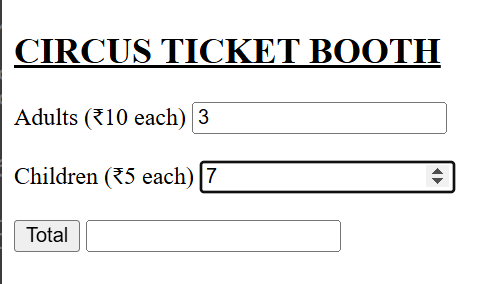 CIRCUS TICKET BOOTH
Adults (₹10 each) 3
Children (₹5 each) 7
Total